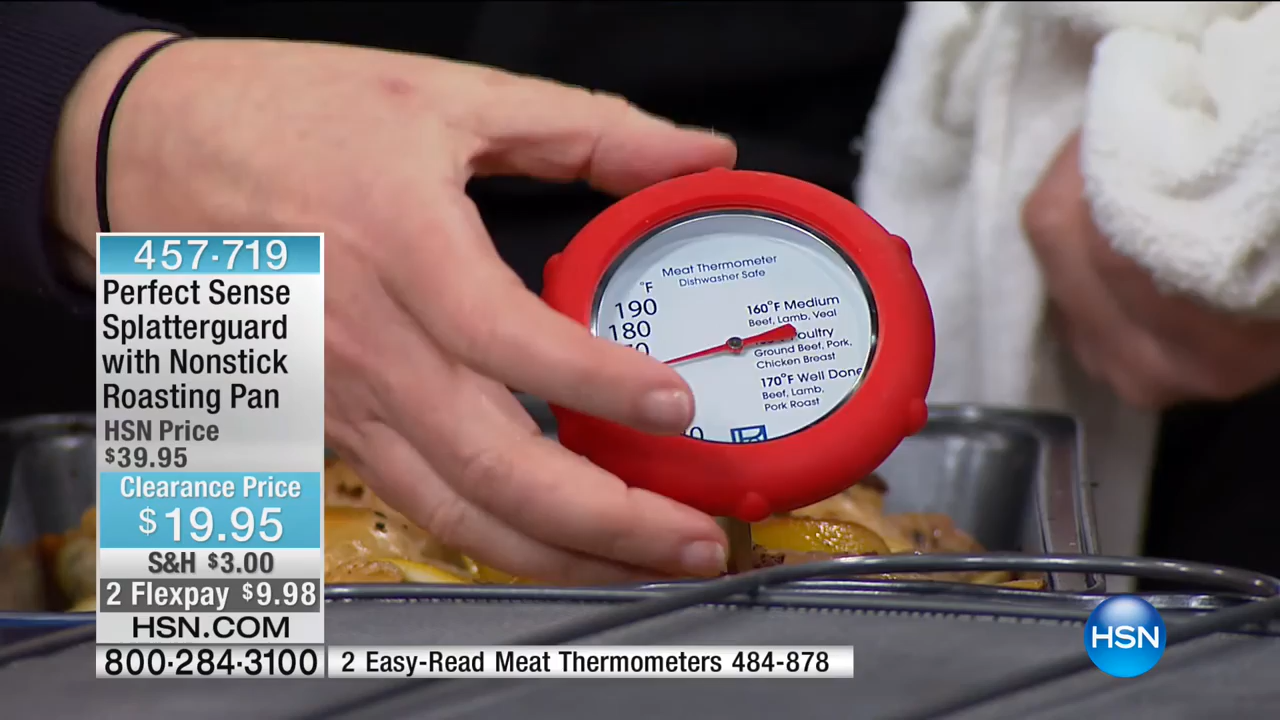 457·719
Perfect Sense
Splatterguard
with Nonstick
Roasting Pan
HSN Price
$39.95
Clearance Price
$19.95
S&H $3.00
2 Flexpay $9.98
HSN.COM
800·284·3100
2 Easy-Read Meat Thermometers 484-878
HSN
Meat Thermometer
Dishwasher Safe
°F
190
180
160°F Medium
Beef, Lamb, Veal
Ground Beef, Pork,
Chicken Breast
170°F Well Done
Beef, Lamb,
Pork Roast